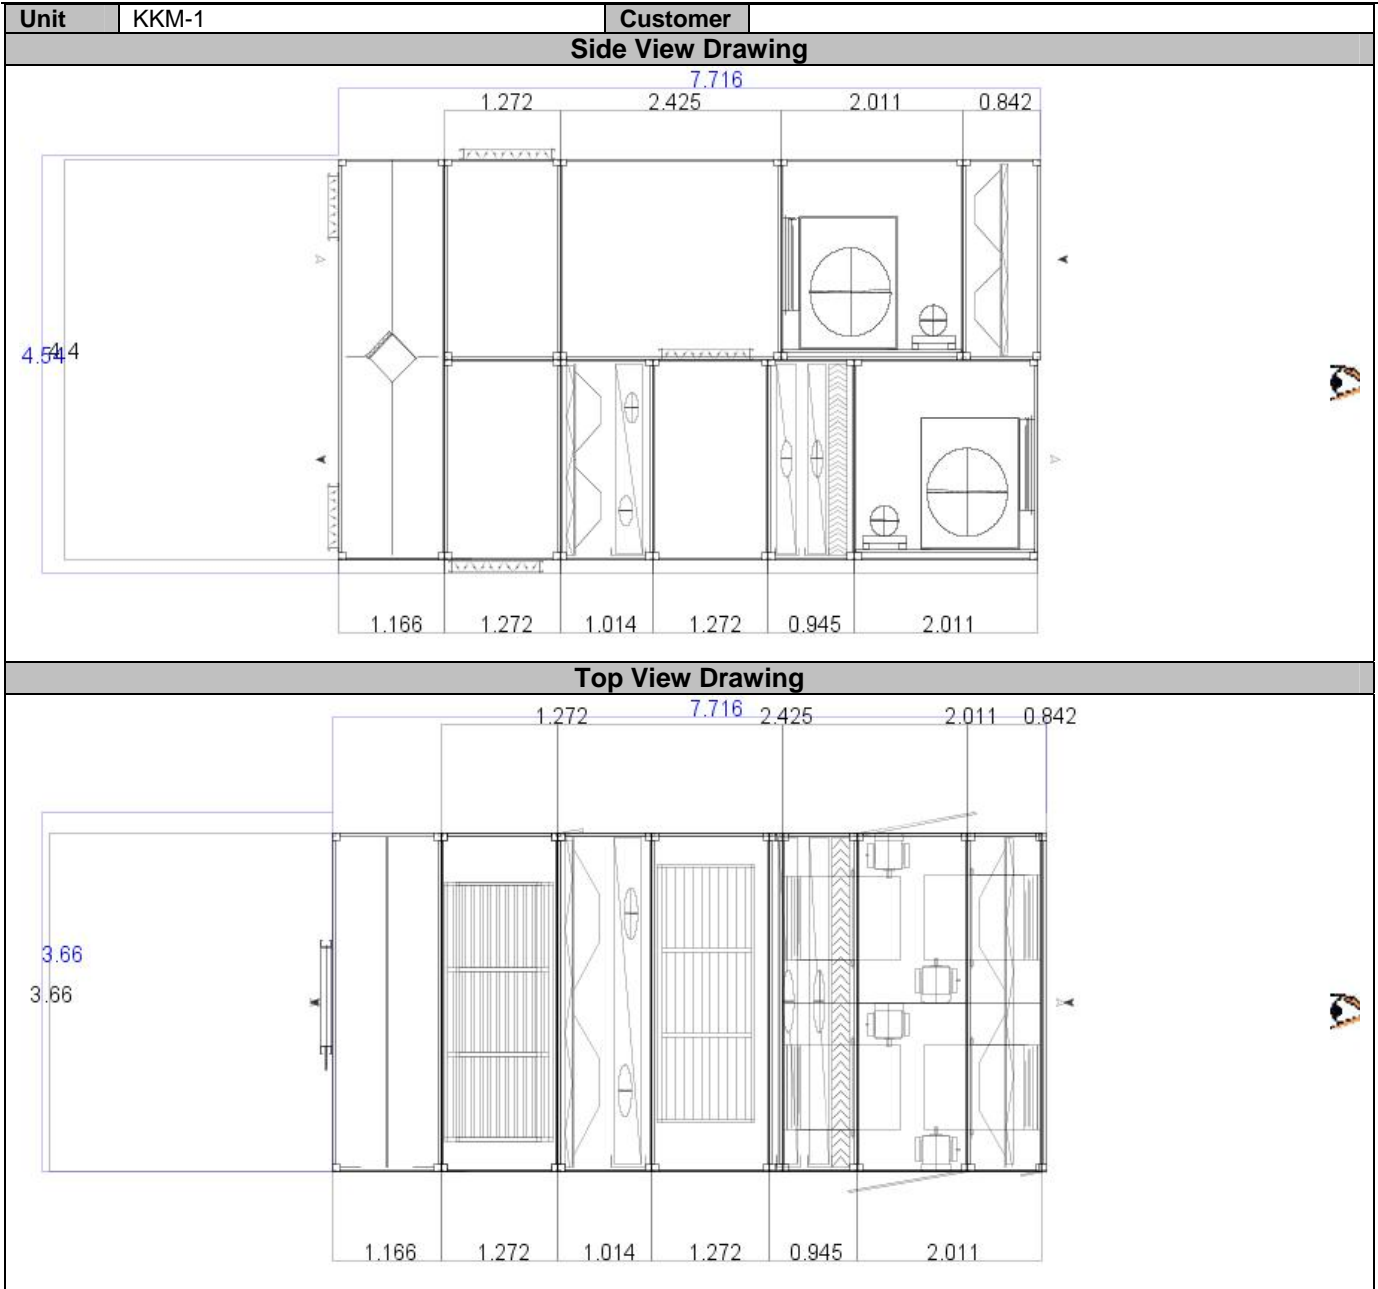 Unit KKM-1 Customer
Side View Drawing
7.716
1.272 2.425 2.011 0.842
4.54 4.4
1.166 1.272 1.014 1.272 0.945 2.011
Top View Drawing
1.272 7.716 2.425 2.011 0.842
3.66
3.66
1.166 1.272 1.014 1.272 0.945 2.011